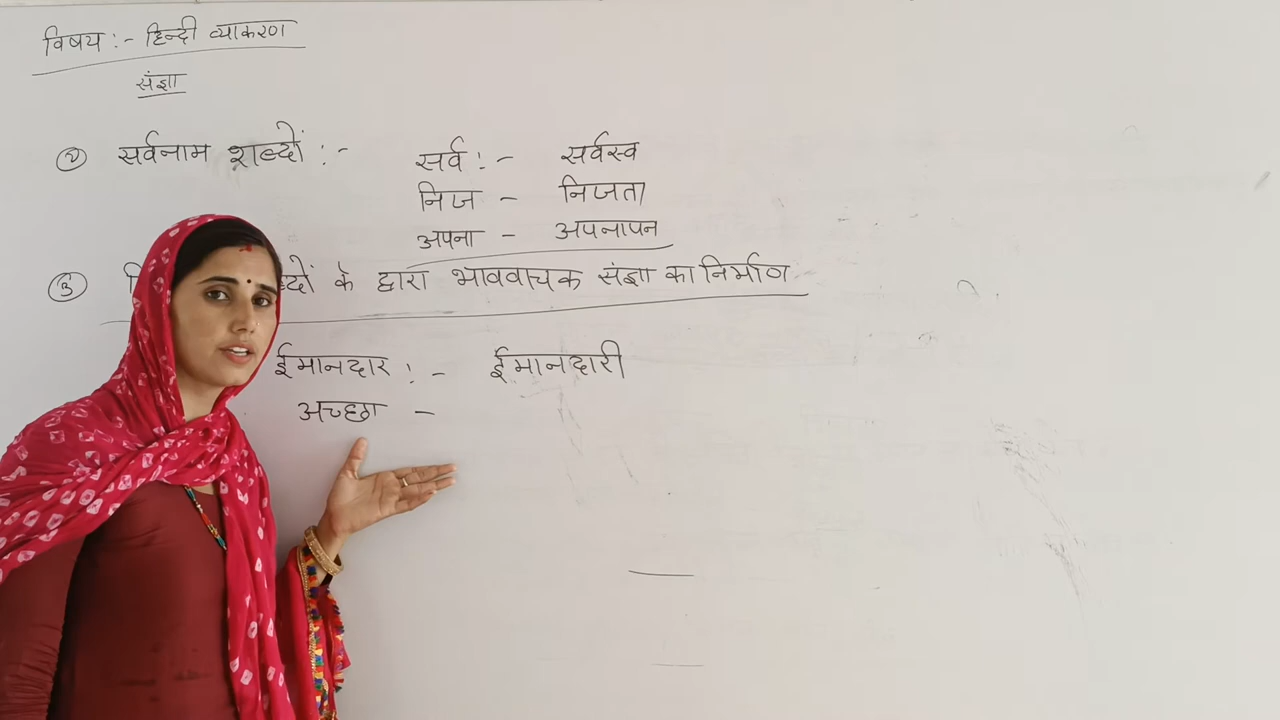 विषय :- हिन्दी व्याकरण
संज्ञा
② सर्वनाम शब्दों :- सर्व :- सर्वस्व
निज - निजता
अपना - अपनापन
③ के द्वारा भाववाचक संज्ञा का निर्माण
ईमानदार :- ईमानदारी
अच्छा -